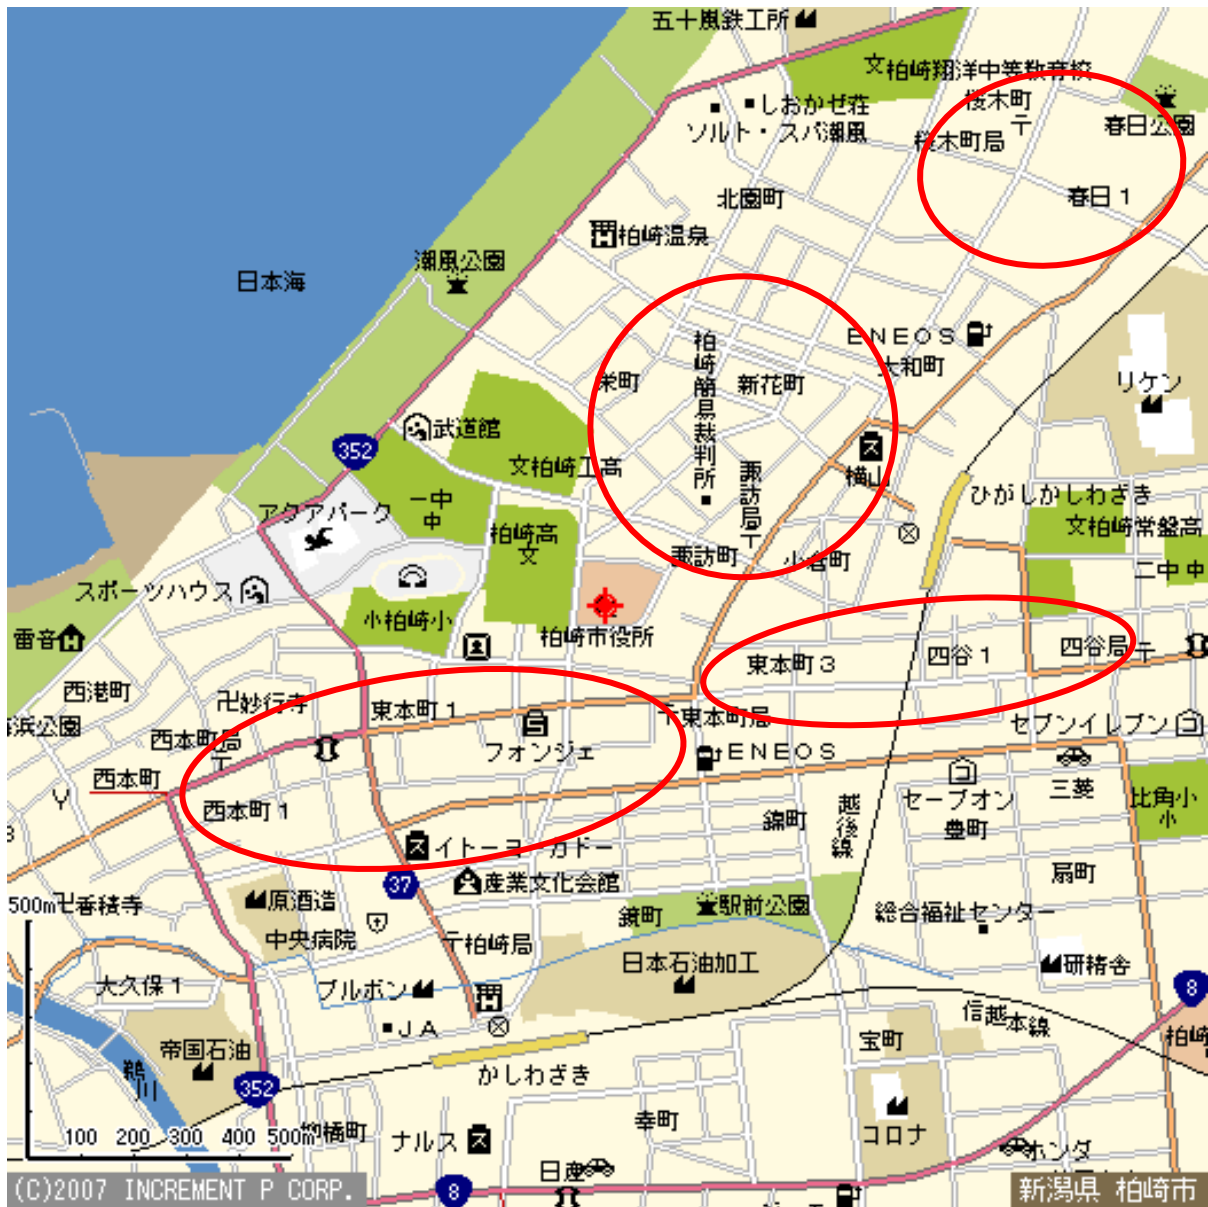 五十嵐鉄工所
文柏崎翔洋中等教育校
桜木町
しおかぜ荘
ソルト・スパ潮風
桜木町局
春日公園
北園町
春日1
柏崎温泉
潮風公園
日本海
ENEOS
大和町
柏崎簡易裁判所
栄町
新花町
リケン
武道館
352
文柏崎工高
諏訪局
横山
ひがしかしわざき
アクアパーク
一中
中
柏崎高
文
文柏崎常盤高
諏訪町
小倉町
二中中
スポーツハウス
小柏崎小
柏崎市役所
雷音
東本町3
四谷1
四谷局
西港町
卍妙行寺
東本町1
〒東本町局
浜公園
西本町局
フォンジェ
ENEOS
セブンイレブン
西本町
西本町1
セーブオン
三菱
比角小
小
豊町
錦町
越後線
イトーヨーカドー
37
産業文化会館
扇町
500m
卍香積寺
原酒造
中央病院
〒柏崎局
鏡町
駅前公園
総合福祉センター
日本石油加工
研精舎
大久保1
ブルボン
8
JA
信越本線
柏崎
帝国石油
鵜川
宝町
かしわざき
352
100 200 300 400 500m
柳橋町
ナルス
幸町
コロナ
ホンダ
日産
8
(C)2007 INCREMENT P CORP.
新潟県 柏崎市